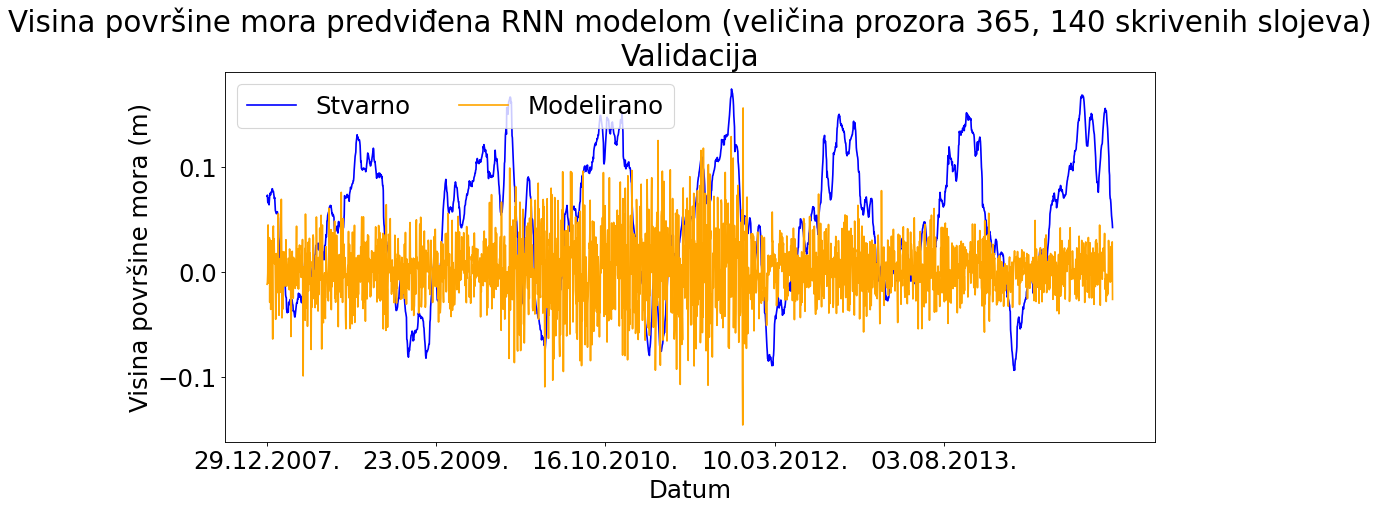 Visina površine mora predviđena RNN modelom (veličina prozora 365, 140 skrivenih slojeva)
Validacija
Stvarno
Modelirano
Visina površine mora (m)
0.1
0.0
−0.1
29.12.2007.
23.05.2009.
16.10.2010.
10.03.2012.
03.08.2013.
Datum